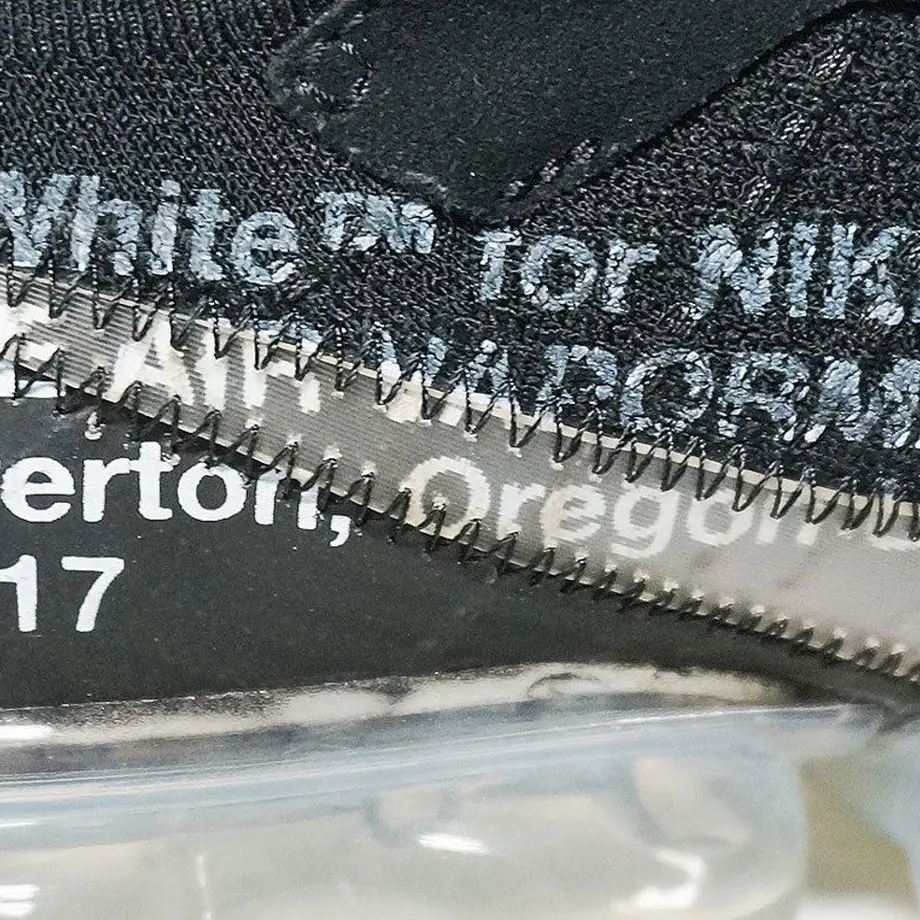 White™ for NIK
E AIR VAPORM
erton, Oregon
17